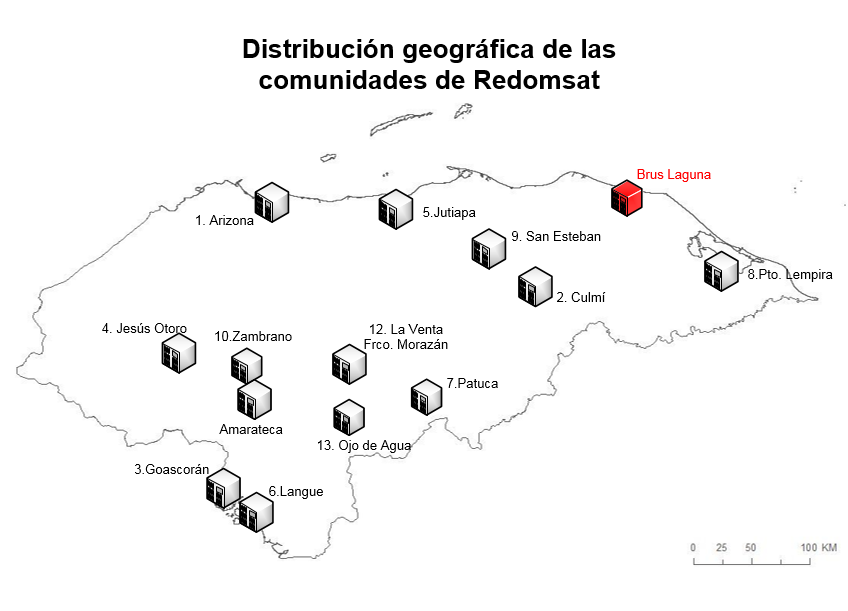 Distribución geográfica de las
comunidades de Redomsat
Brus Laguna
1. Arizona
5.Jutiapa
9. San Esteban
8.Pto. Lempira
2. Culmí
4. Jesús Otoro
10.Zambrano
12. La Venta
Frco. Morazán
7.Patuca
Amarateca
13. Ojo de Agua
3.Goascorán
6.Langue
0 25 50 100 KM